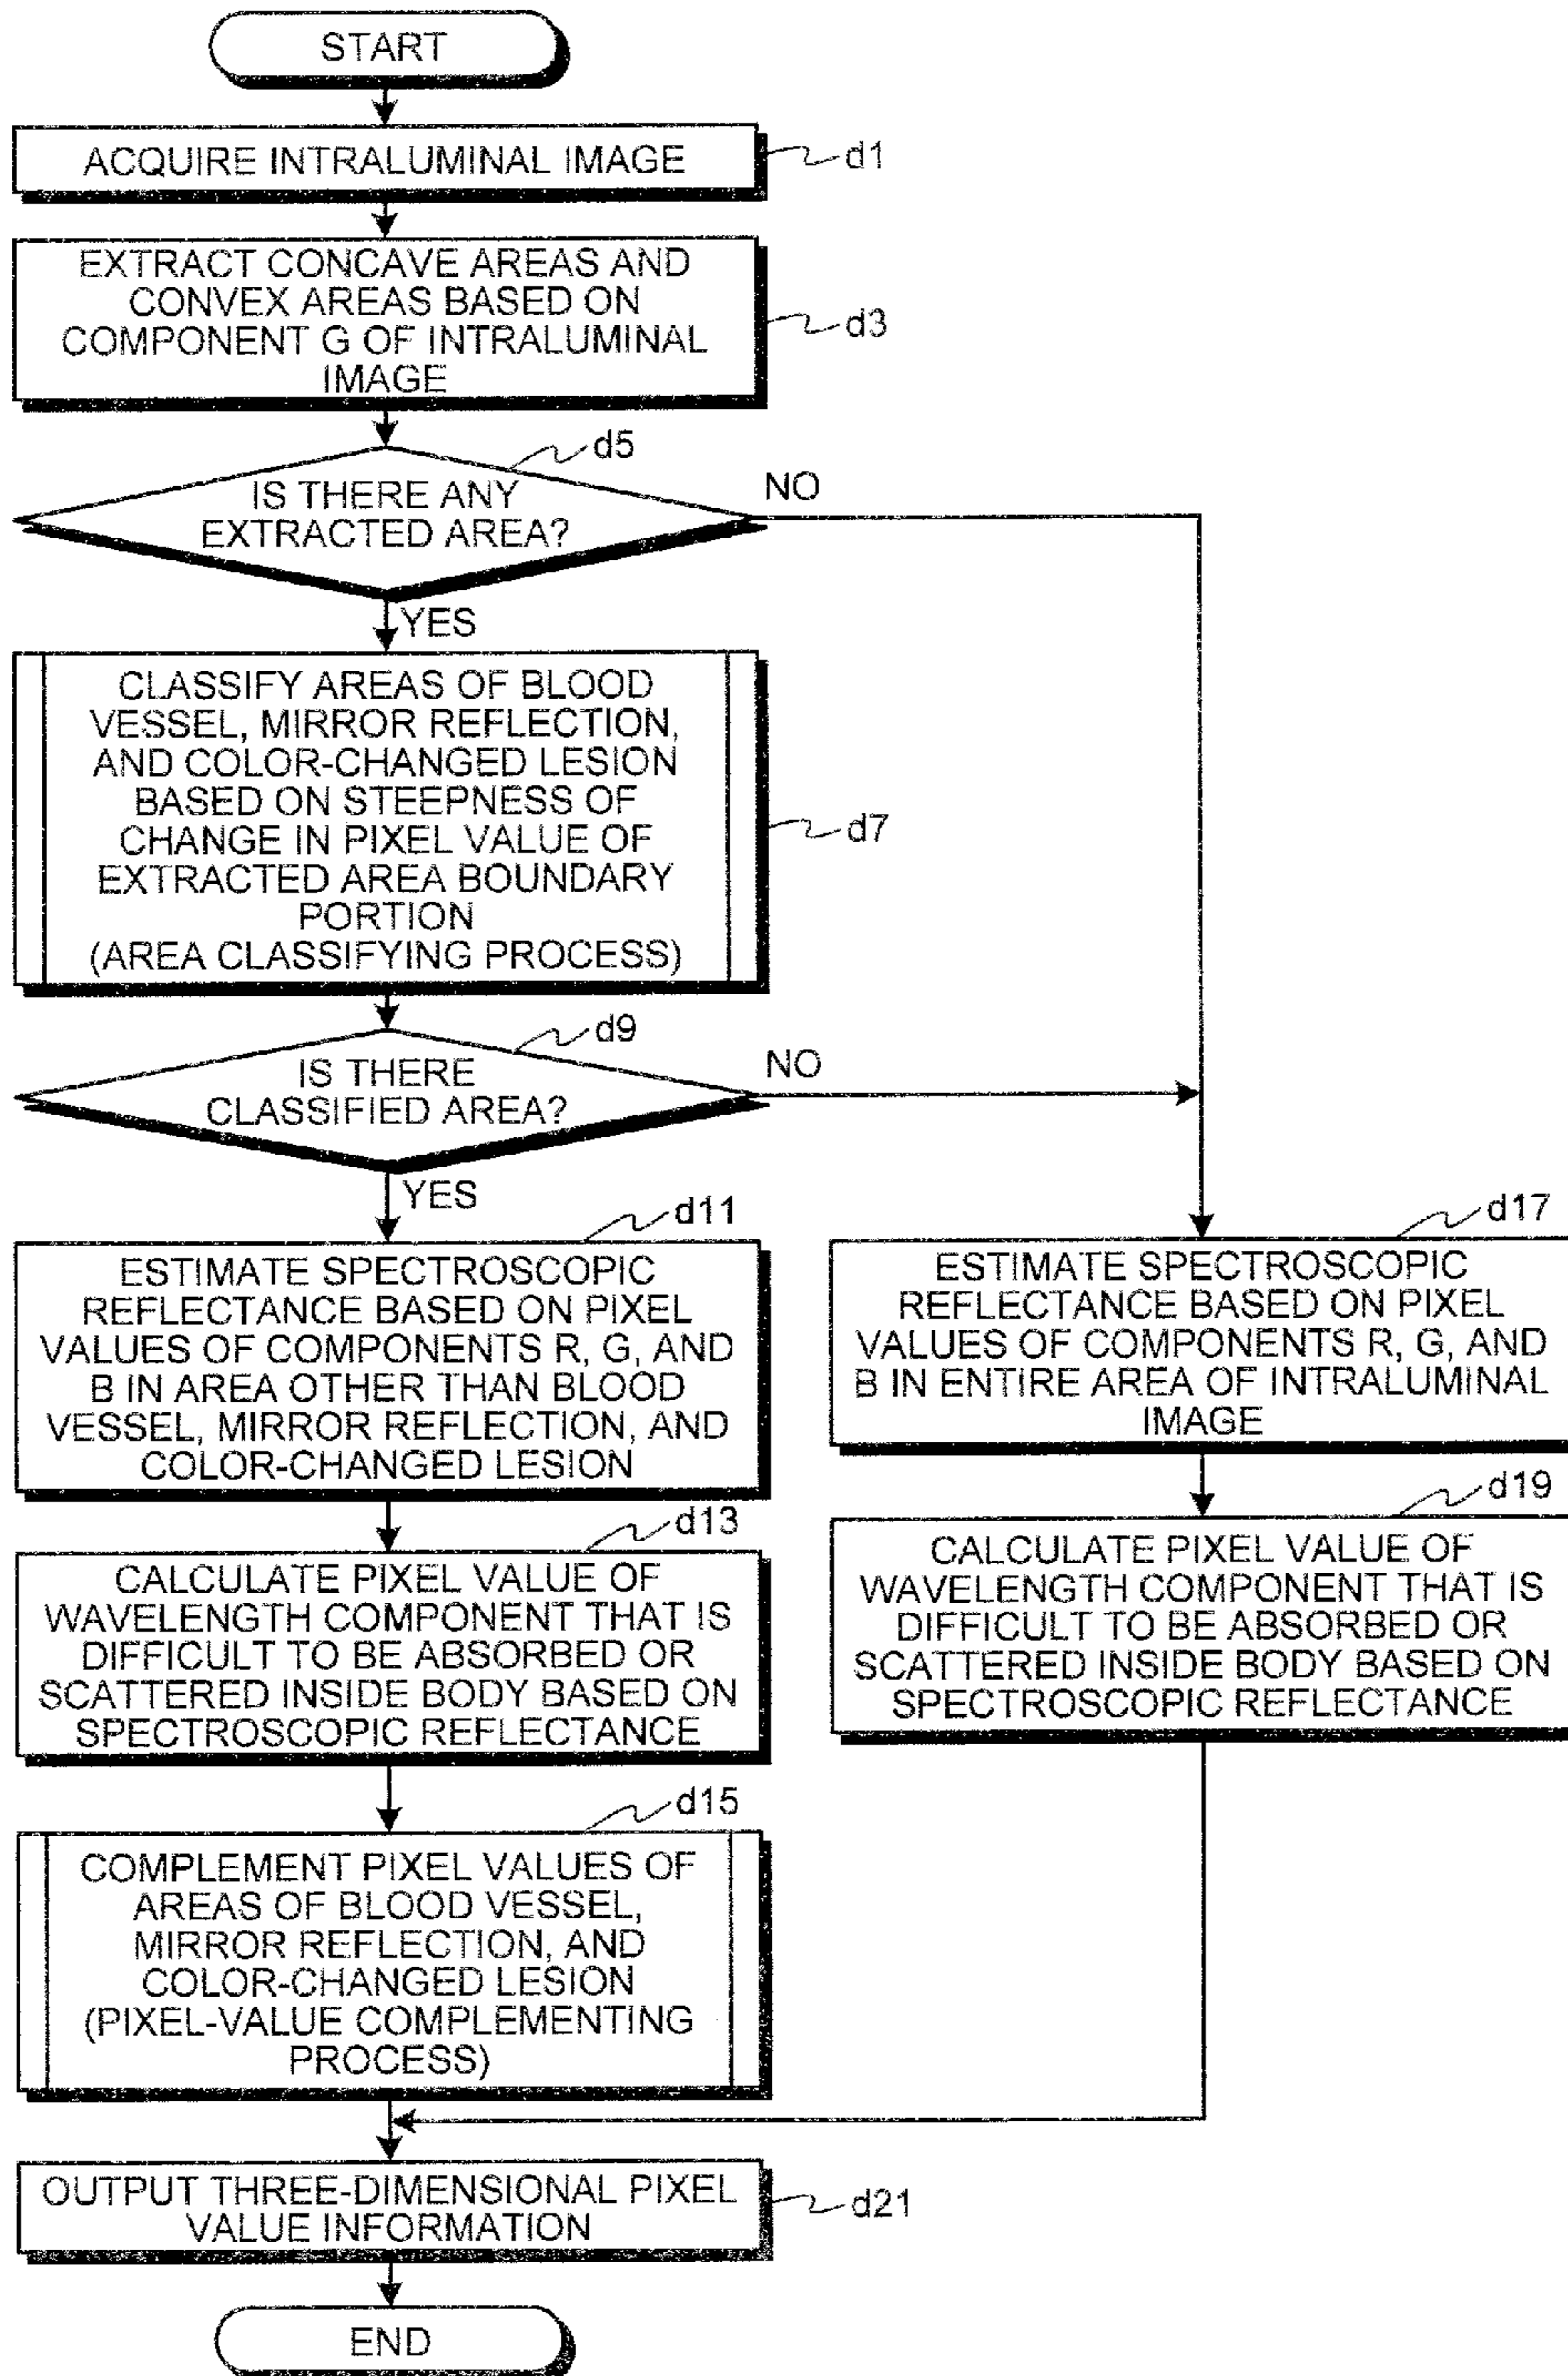 START
ACQUIRE INTRALUMINAL IMAGE
d1
EXTRACT CONCAVE AREAS AND
CONVEX AREAS BASED ON
COMPONENT G OF INTRALUMINAL
IMAGE
d3
d5
IS THERE ANY
EXTRACTED AREA?
NO
YES
CLASSIFY AREAS OF BLOOD
VESSEL, MIRROR REFLECTION,
AND COLOR-CHANGED LESION
BASED ON STEEPNESS OF
CHANGE IN PIXEL VALUE OF
EXTRACTED AREA BOUNDARY
PORTION
(AREA CLASSIFYING PROCESS)
d7
d9
IS THERE
CLASSIFIED AREA?
NO
YES
d11
ESTIMATE SPECTROSCOPIC
REFLECTANCE BASED ON PIXEL
VALUES OF COMPONENTS R, G, AND
B IN AREA OTHER THAN BLOOD
VESSEL, MIRROR REFLECTION, AND
COLOR-CHANGED LESION
d13
CALCULATE PIXEL VALUE OF
WAVELENGTH COMPONENT THAT IS
DIFFICULT TO BE ABSORBED OR
SCATTERED INSIDE BODY BASED ON
SPECTROSCOPIC REFLECTANCE
d15
COMPLEMENT PIXEL VALUES OF
AREAS OF BLOOD VESSEL,
MIRROR REFLECTION, AND
COLOR-CHANGED LESION
(PIXEL-VALUE COMPLEMENTING
PROCESS)
d17
ESTIMATE SPECTROSCOPIC
REFLECTANCE BASED ON PIXEL
VALUES OF COMPONENTS R, G, AND
B IN ENTIRE AREA OF INTRALUMINAL
IMAGE
d19
CALCULATE PIXEL VALUE OF
WAVELENGTH COMPONENT THAT IS
DIFFICULT TO BE ABSORBED OR
SCATTERED INSIDE BODY BASED ON
SPECTROSCOPIC REFLECTANCE
OUTPUT THREE-DIMENSIONAL PIXEL
VALUE INFORMATION
d21
END